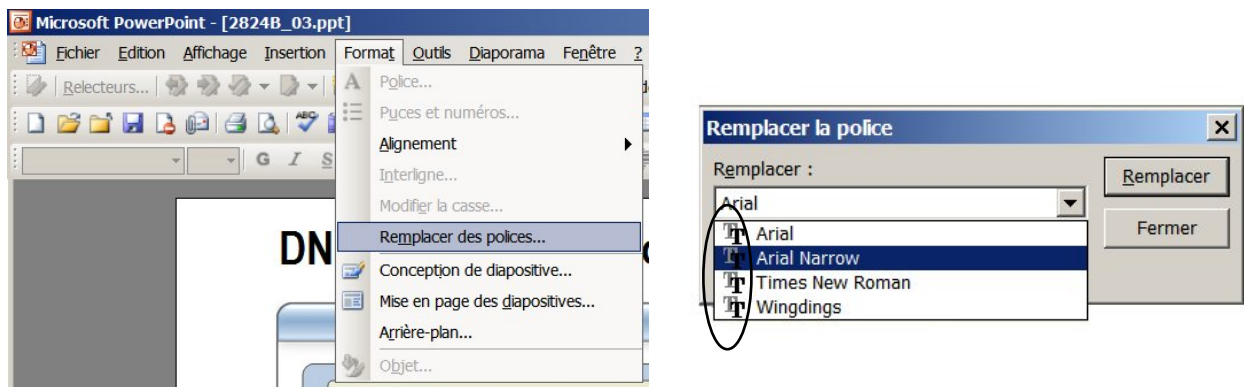 Microsoft PowerPoint - [2824B_03.ppt]
Fichier Edition Affichage Insertion Format Outils Diaporama Fenêtre ?
Relecteurs...
G I S
Police...
Puces et numéros...
Alignement
Interligne...
Modifier la casse...
Remplacer des polices...
Conception de diapositive...
Mise en page des diapositives...
Arrière-plan...
Objet...
DN
Remplacer la police
Remplacer :
Arial
Arial
Arial Narrow
Times New Roman
Wingdings
Remplacer
Fermer